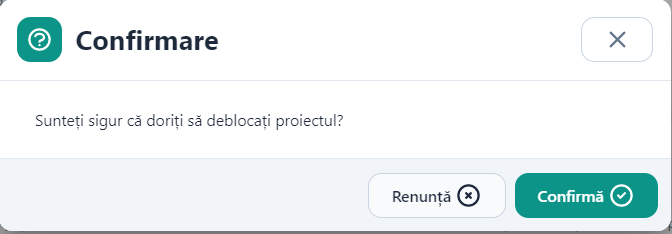 Confirmare
Sunteți sigur că doriți să deblocați proiectul?
Renunță
Confirmă